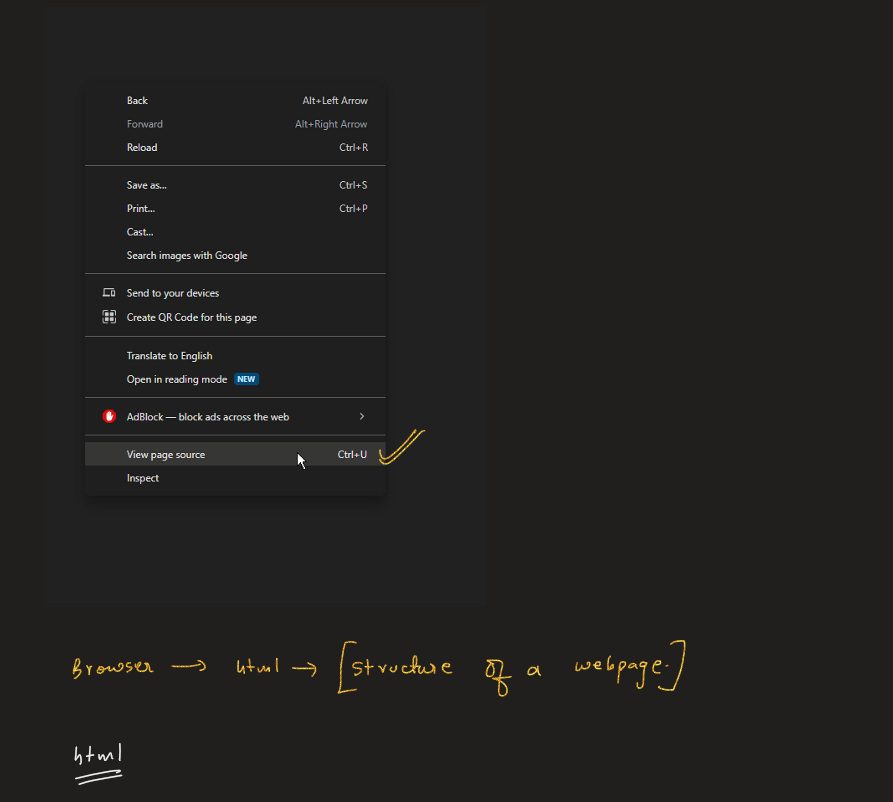 Back Alt+Left Arrow
Forward Alt+Right Arrow
Reload Ctrl+R
Save as... Ctrl+S
Print... Ctrl+P
Cast...
Search images with Google
Send to your devices
Create QR Code for this page
Translate to English
Open in reading mode NEW
AdBlock — block ads across the web
View page source Ctrl+U
Inspect
Browser → html → [structure of a webpage.]
html